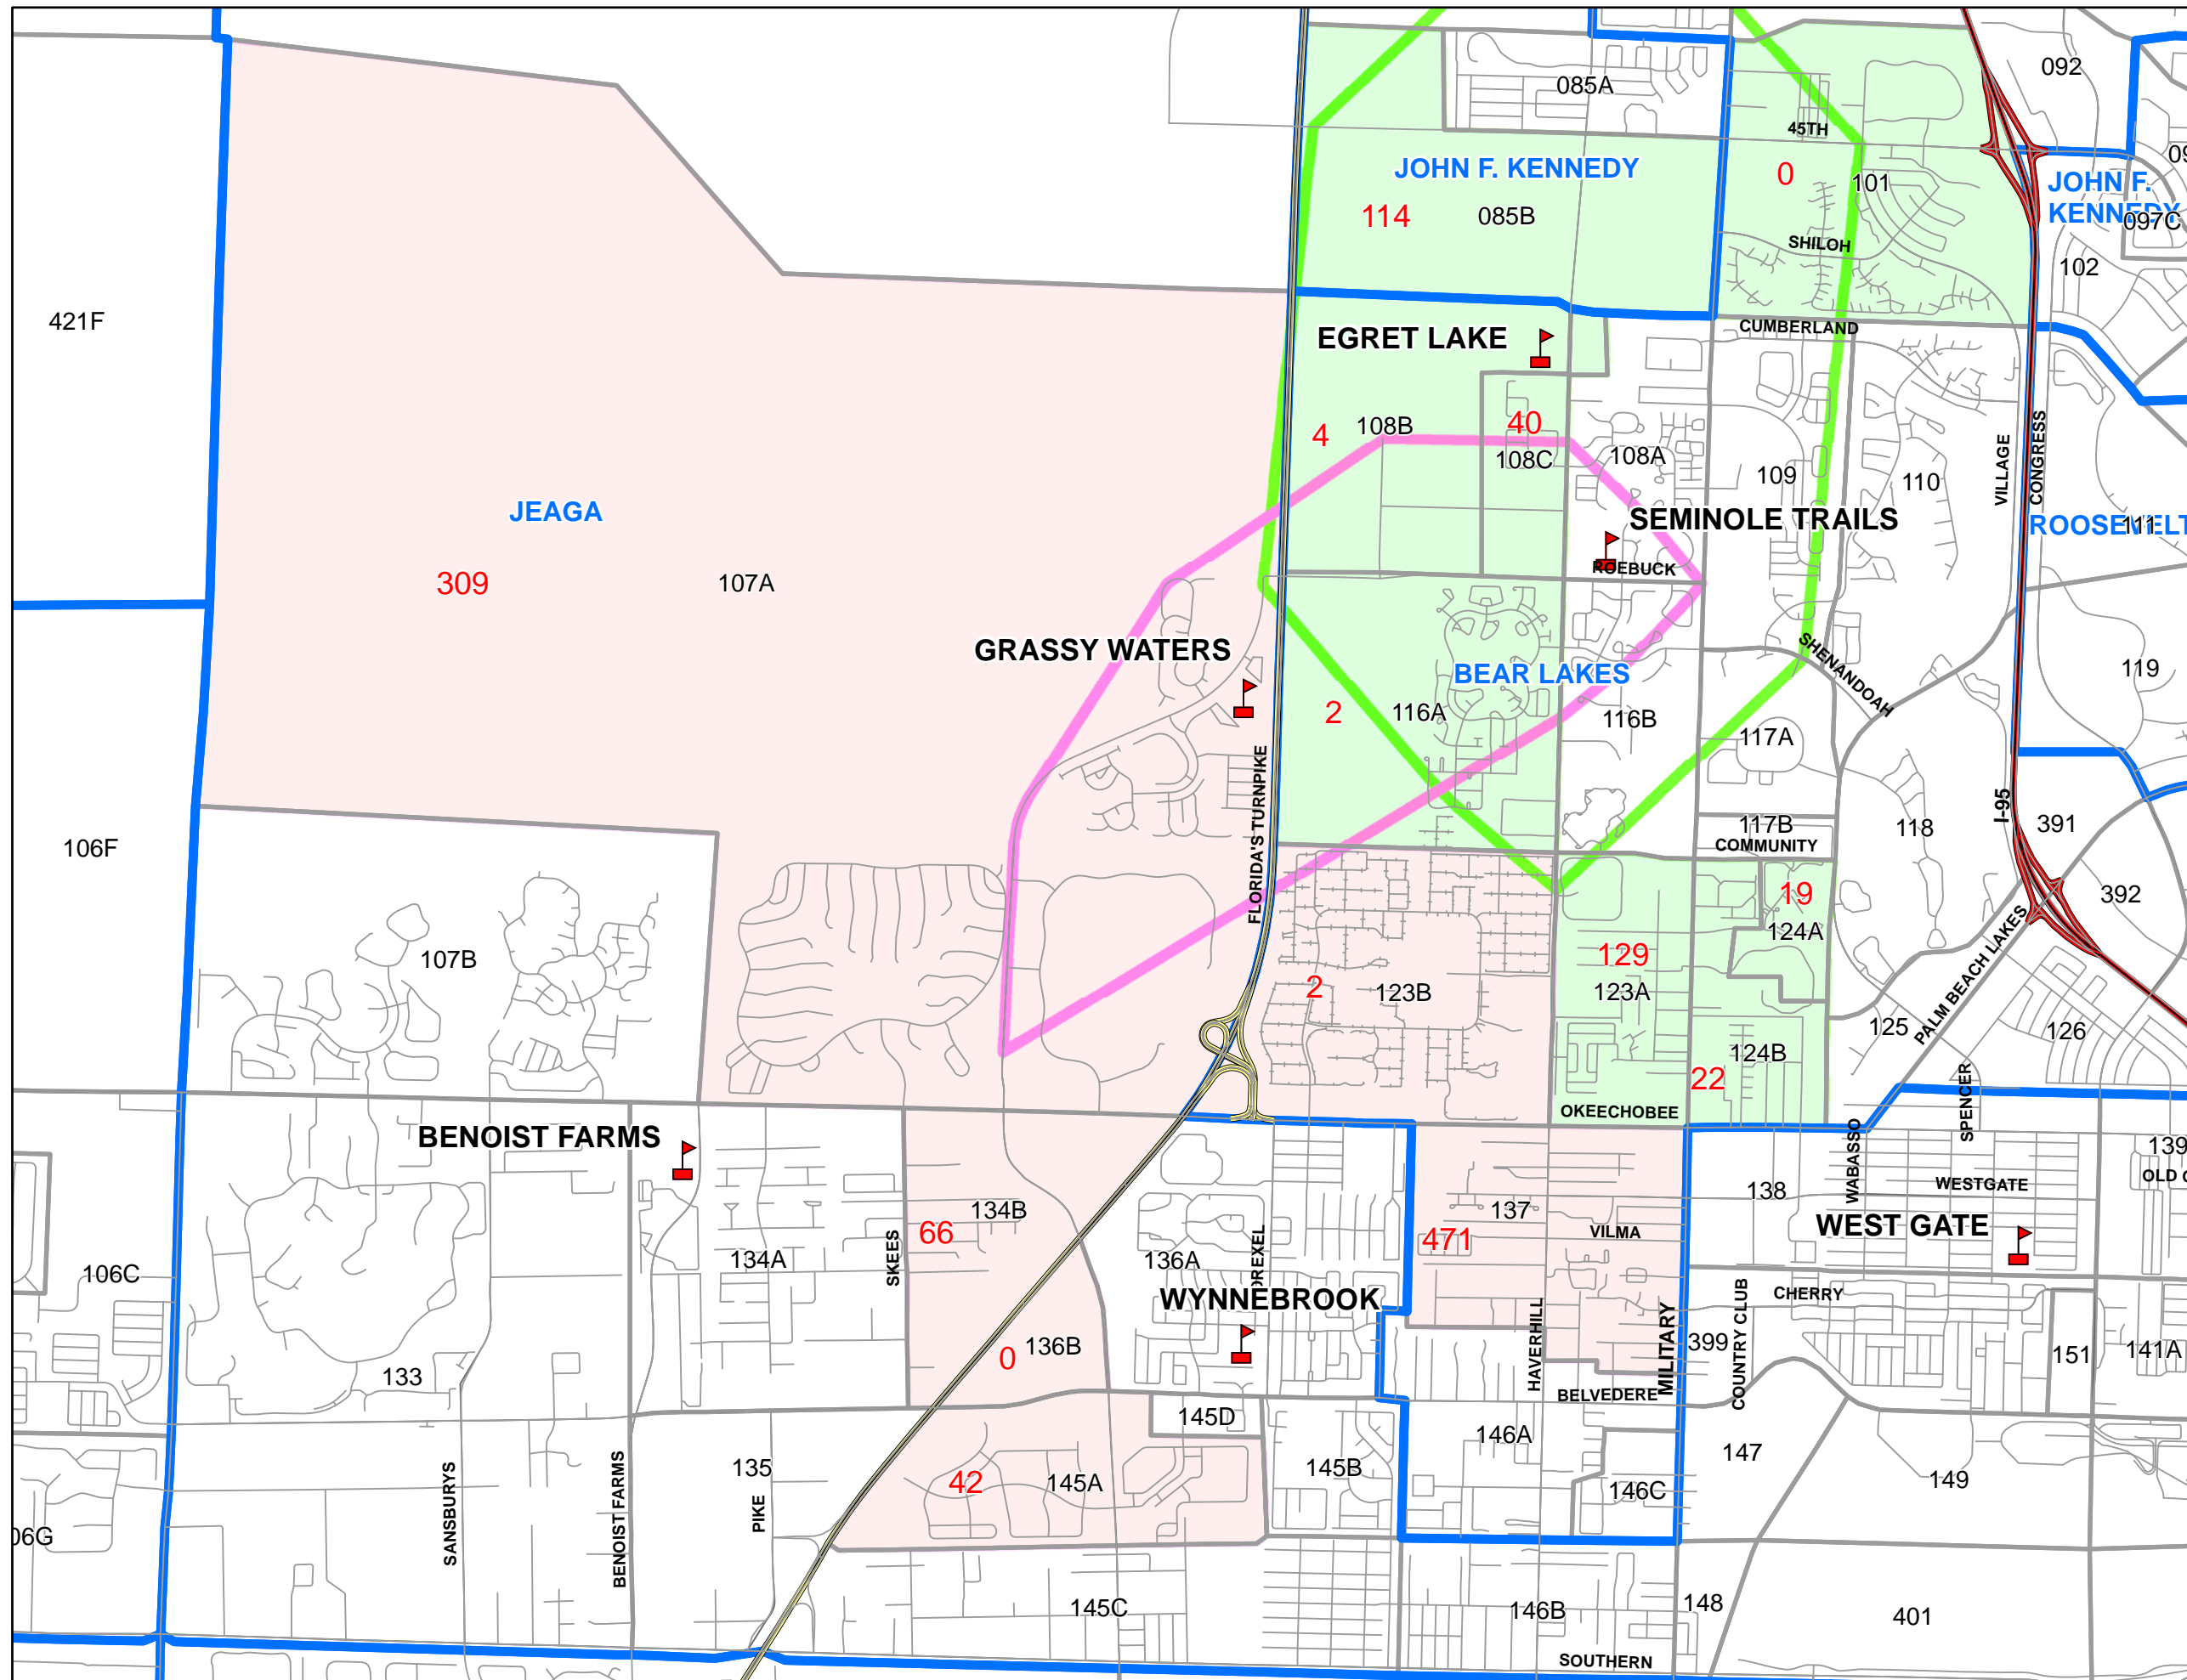 092
085A
45TH
JOHN F. KENNEDY
0
101
JOHN F.
KENNEDY
114
085B
097C
SHILOH
102
421F
EGRET LAKE
CUMBERLAND
4
108B
40
108C
108A
109
110
VILLAGE
CONGRESS
JEAGA
SEMINOLE TRAILS
ROOSEVELT
111
309
107A
ROEBUCK
GRASSY WATERS
BEAR LAKES
SHENANDOAH
119
2
116A
116B
117A
FLORIDA'S TURNPIKE
I-95
106F
117B
COMMUNITY
118
391
19
392
124A
107B
129
2
123B
123A
PALM BEACH LAKES
125
126
124B
22
OKEECHOBEE
SPENCER
BENOIST FARMS
WABASSO
139
OLD
WESTGATE
138
134B
137
66
471
VILMA
WEST GATE
SKEES
134A
136A
DREXEL
106C
WYNNEBROOK
CHERRY
HAVERHILL
MILITARY
COUNTRY CLUB
399
0
136B
151
141A
133
BELVEDERE
145D
146A
147
135
42
145A
145B
146C
149
SANSBURYS
BENOIST FARMS
PIKE
06G
145C
146B
148
401
SOUTHERN